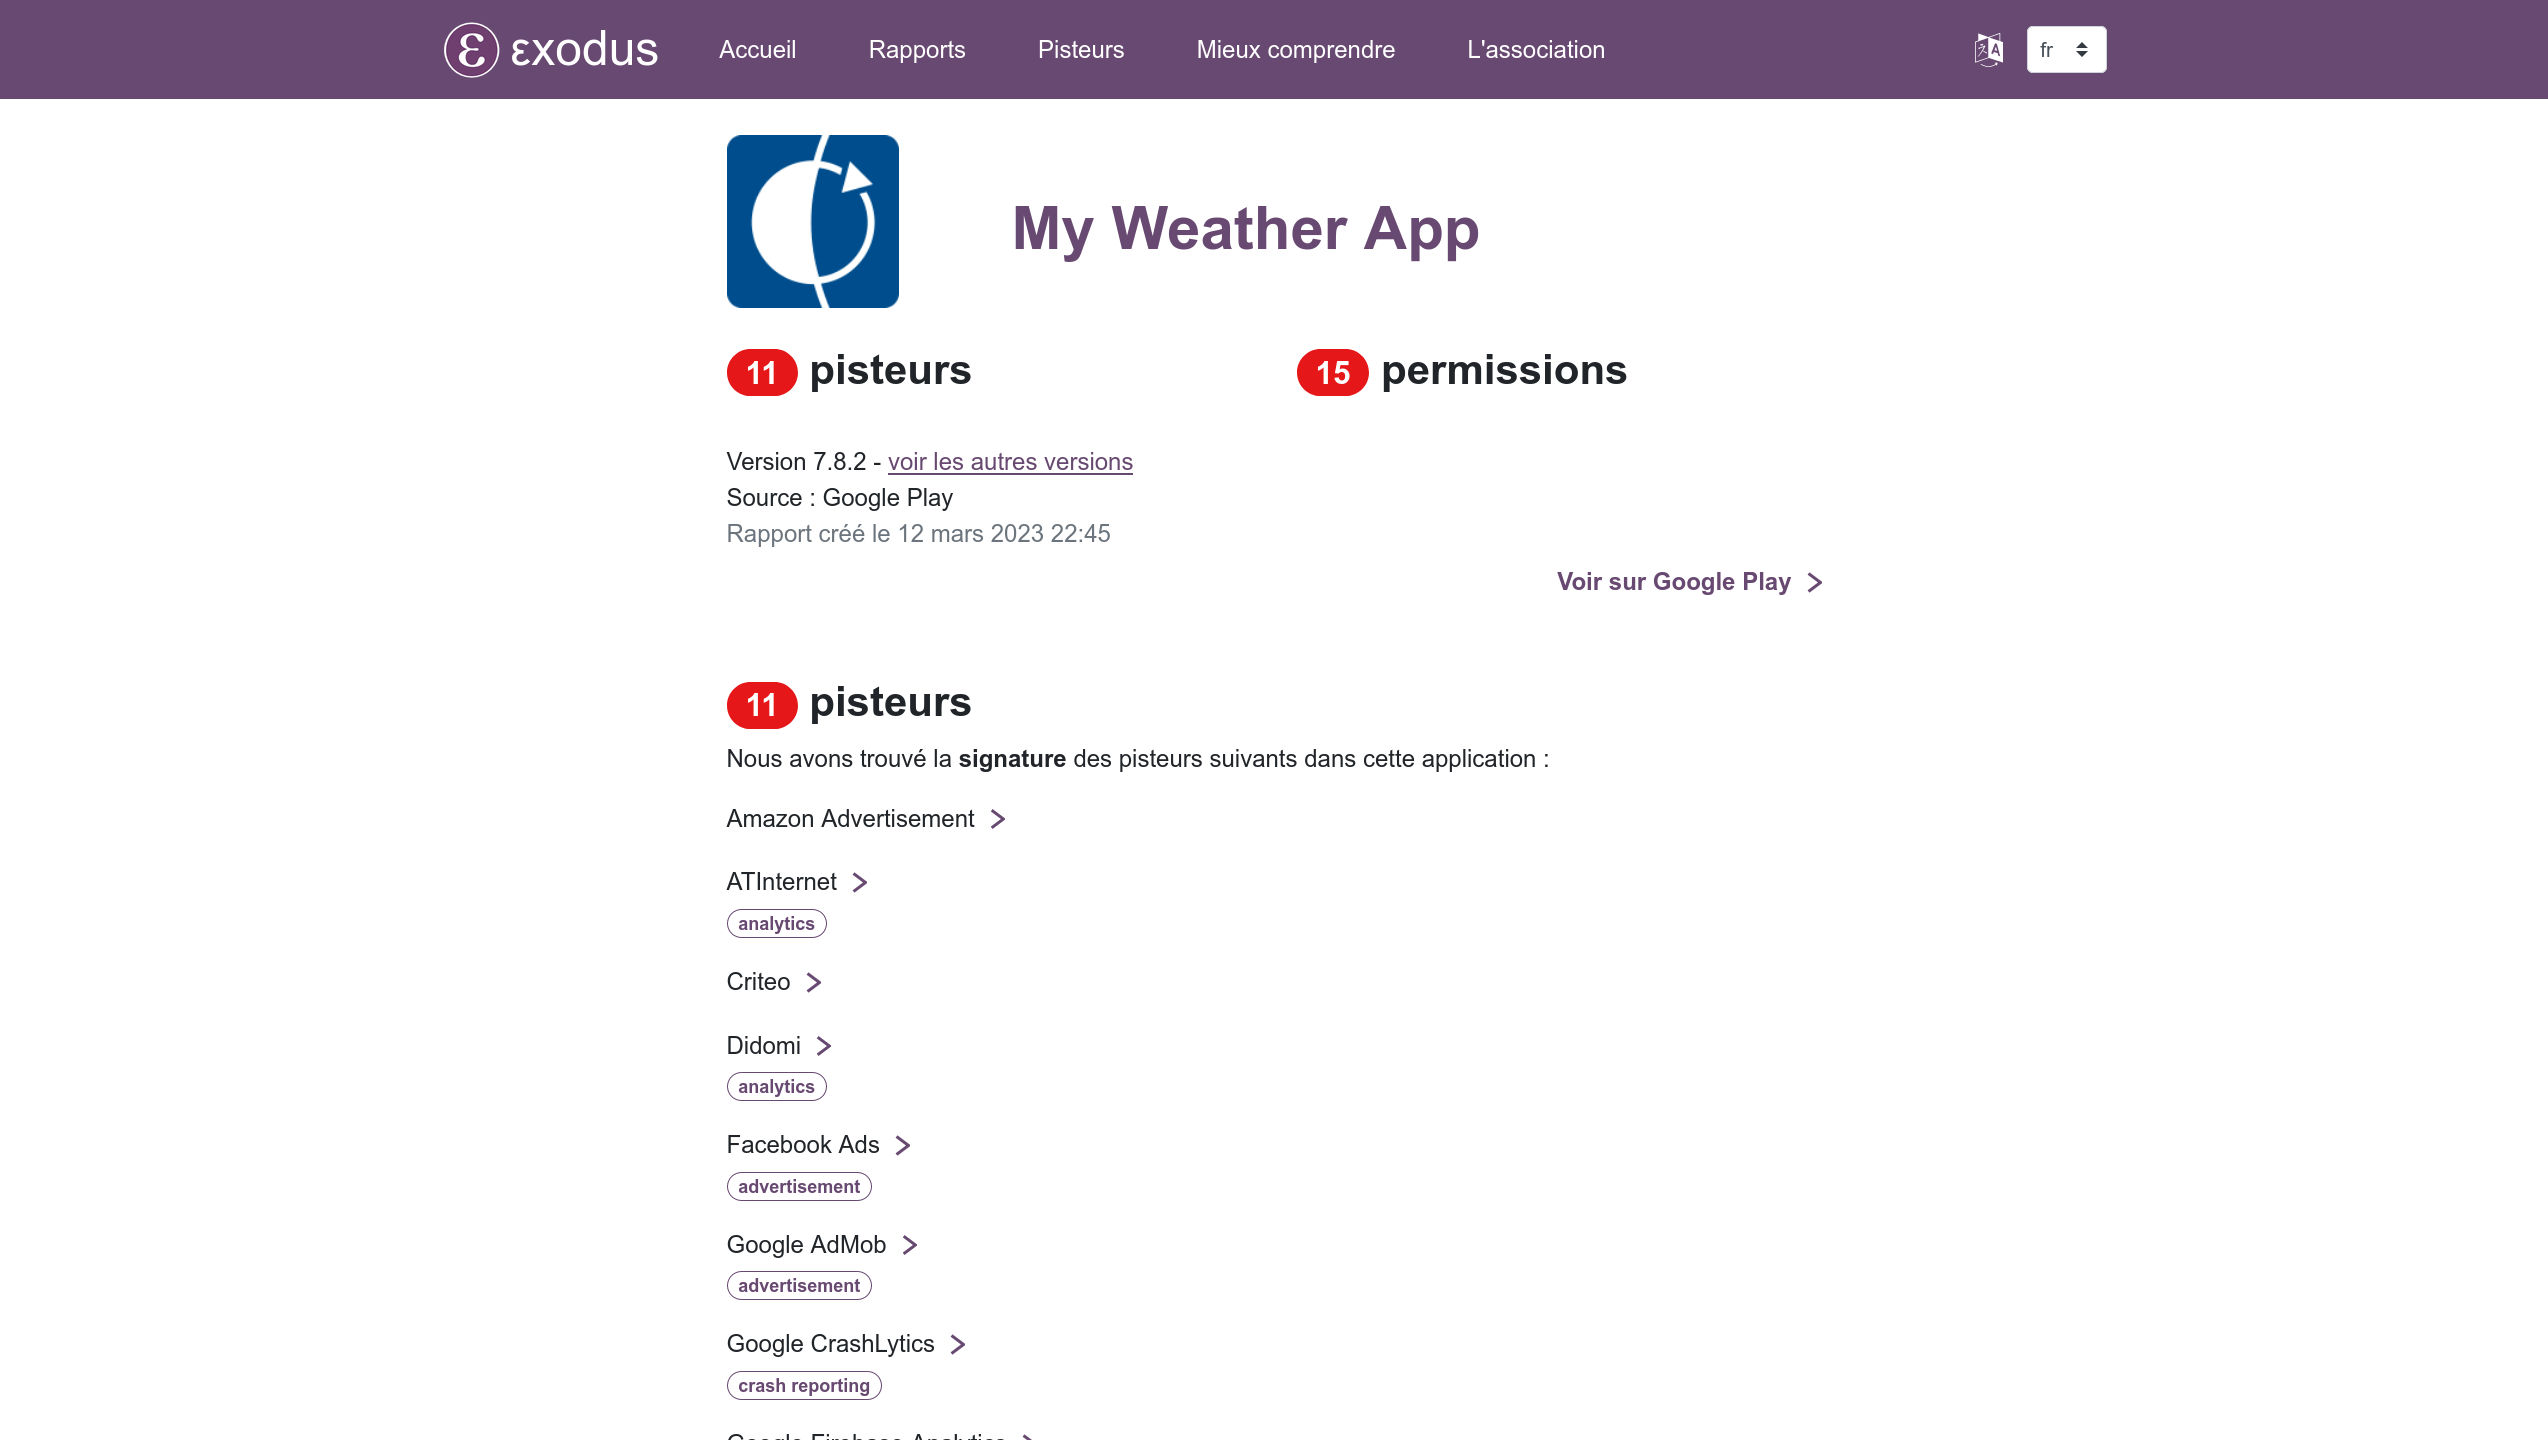 εxodus Accueil Rapports Pisteurs Mieux comprendre L'association fr
My Weather App
11 pisteurs
15 permissions
Version 7.8.2 - voir les autres versions
Source : Google Play
Rapport créé le 12 mars 2023 22:45
Voir sur Google Play
11 pisteurs
Nous avons trouvé la signature des pisteurs suivants dans cette application :
Amazon Advertisement
ATInternet
analytics
Criteo
Didomi
analytics
Facebook Ads
advertisement
Google AdMob
advertisement
Google CrashLytics
crash reporting
Google Firebase Analytics